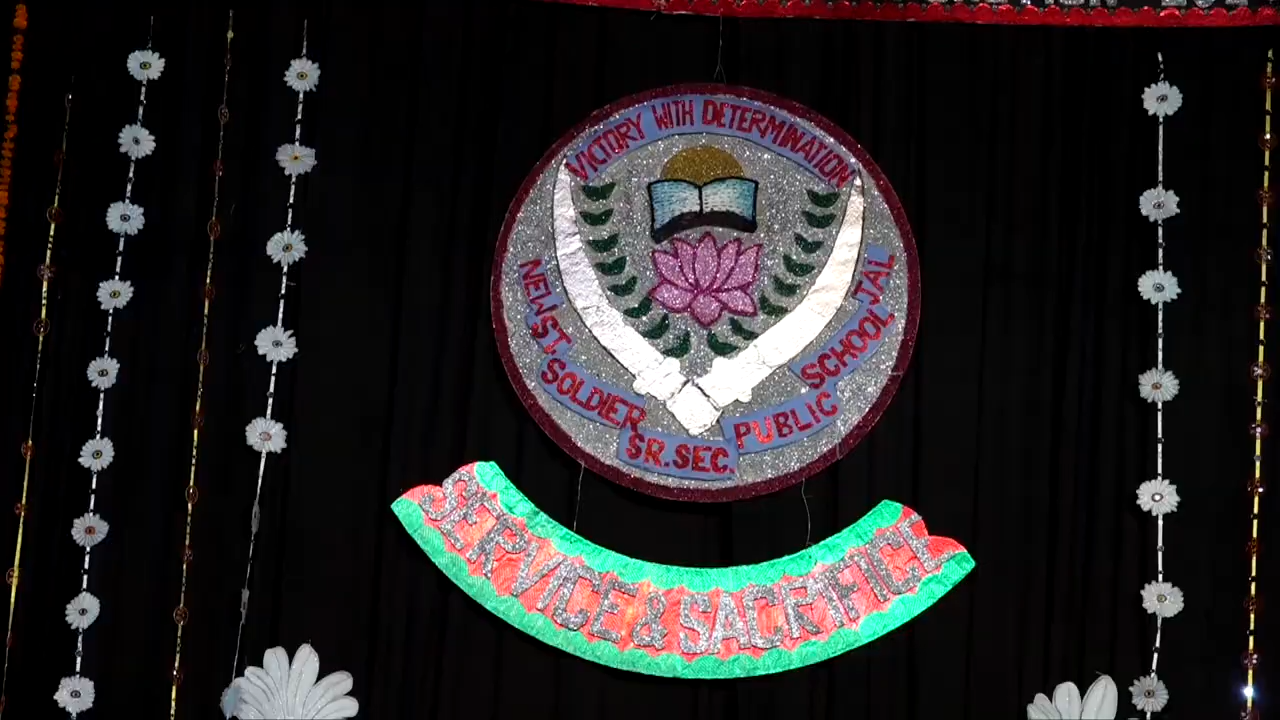 VICTORY WITH DETERMINATION
NEW ST. SOLDIER SR. SEC. PUBLIC SCHOOL JAL
SERVICE & SACRIFICE